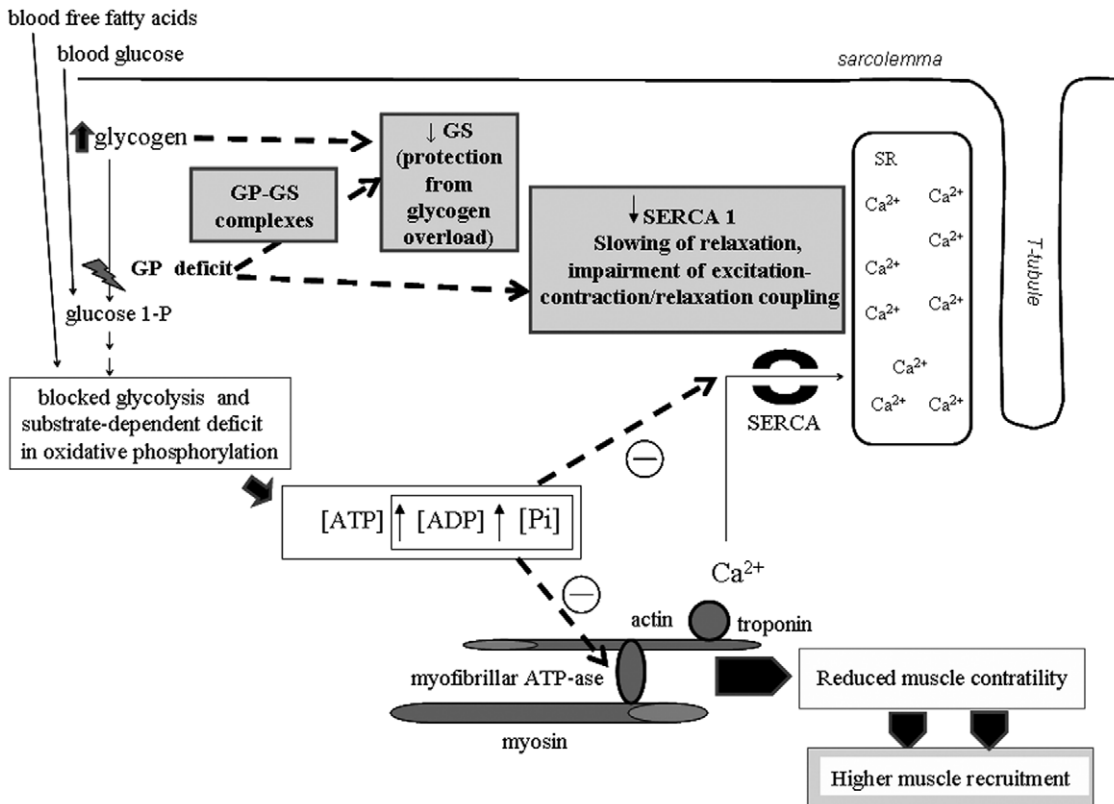 blood free fatty acids
blood glucose
sarcolemma
glycogen
↓ GS
(protection
from
glycogen
overload)
GP-GS
complexes
↓ SERCA 1
Slowing of relaxation,
impairment of excitation-
contraction/relaxation coupling
SR
Ca²⁺ Ca²⁺
Ca²⁺
Ca²⁺
Ca²⁺ Ca²⁺
Ca²⁺
Ca²⁺ Ca²⁺
T-tubule
GP deficit
glucose 1-P
SERCA
blocked glycolysis and
substrate-dependent deficit
in oxidative phosphorylation
[ATP] ↑ [ADP] ↑ [Pi]
Ca²⁺
actin
troponin
myofibrillar ATP-ase
myosin
Reduced muscle contratility
Higher muscle recruitment